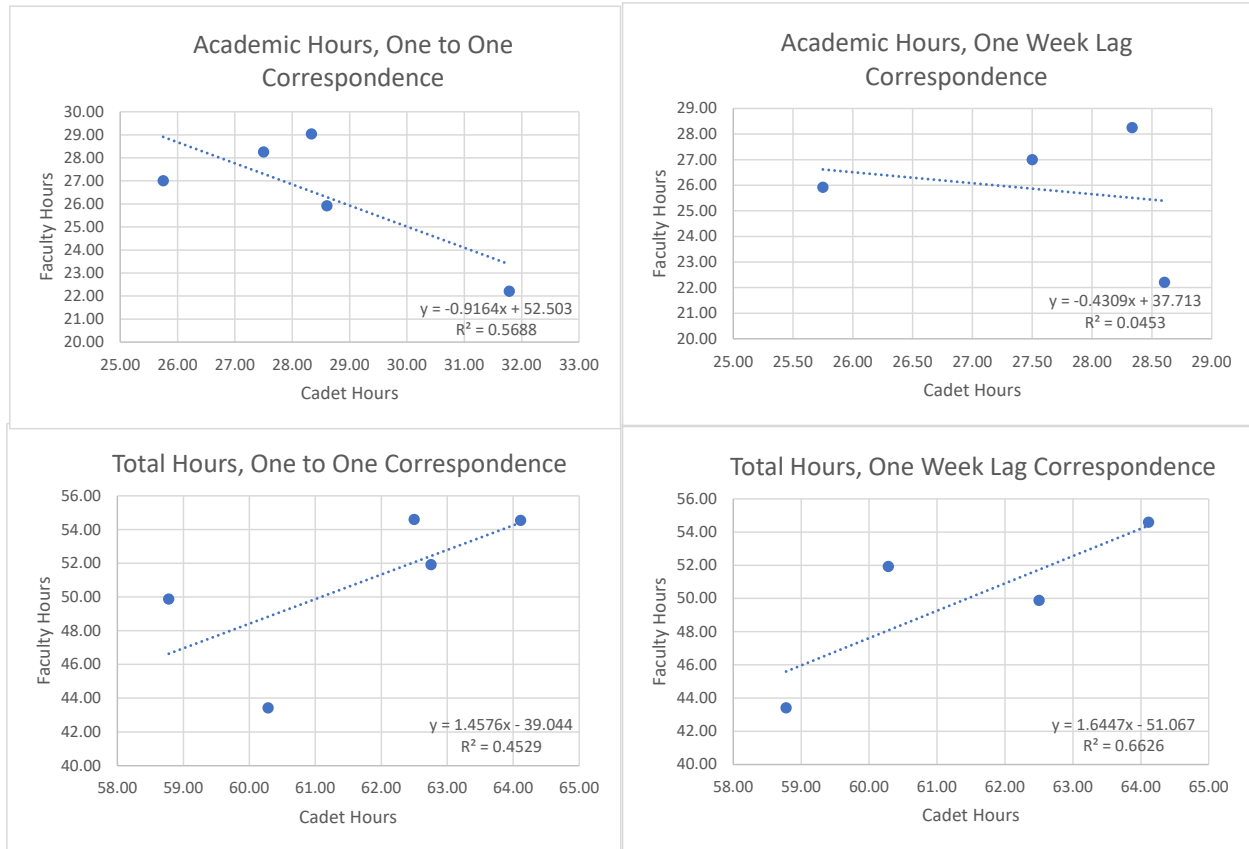 Academic Hours, One to One
Correspondence
30.00
29.00
28.00
27.00
26.00
25.00
24.00
23.00
22.00
21.00
20.00
Faculty Hours
y = -0.9164x + 52.503
R² = 0.5688
25.00 26.00 27.00 28.00 29.00 30.00 31.00 32.00 33.00
Cadet Hours
Academic Hours, One Week Lag
Correspondence
29.00
28.00
27.00
26.00
25.00
24.00
23.00
22.00
21.00
20.00
Faculty Hours
y = -0.4309x + 37.713
R² = 0.0453
25.00 25.50 26.00 26.50 27.00 27.50 28.00 28.50 29.00
Cadet Hours
Total Hours, One to One Correspondence
56.00
54.00
52.00
50.00
48.00
46.00
44.00
42.00
40.00
Faculty Hours
y = 1.4576x - 39.044
R² = 0.4529
58.00 59.00 60.00 61.00 62.00 63.00 64.00 65.00
Cadet Hours
Total Hours, One Week Lag Correspondence
56.00
54.00
52.00
50.00
48.00
46.00
44.00
42.00
40.00
Faculty Hours
y = 1.6447x - 51.067
R² = 0.6626
58.00 59.00 60.00 61.00 62.00 63.00 64.00 65.00
Cadet Hours